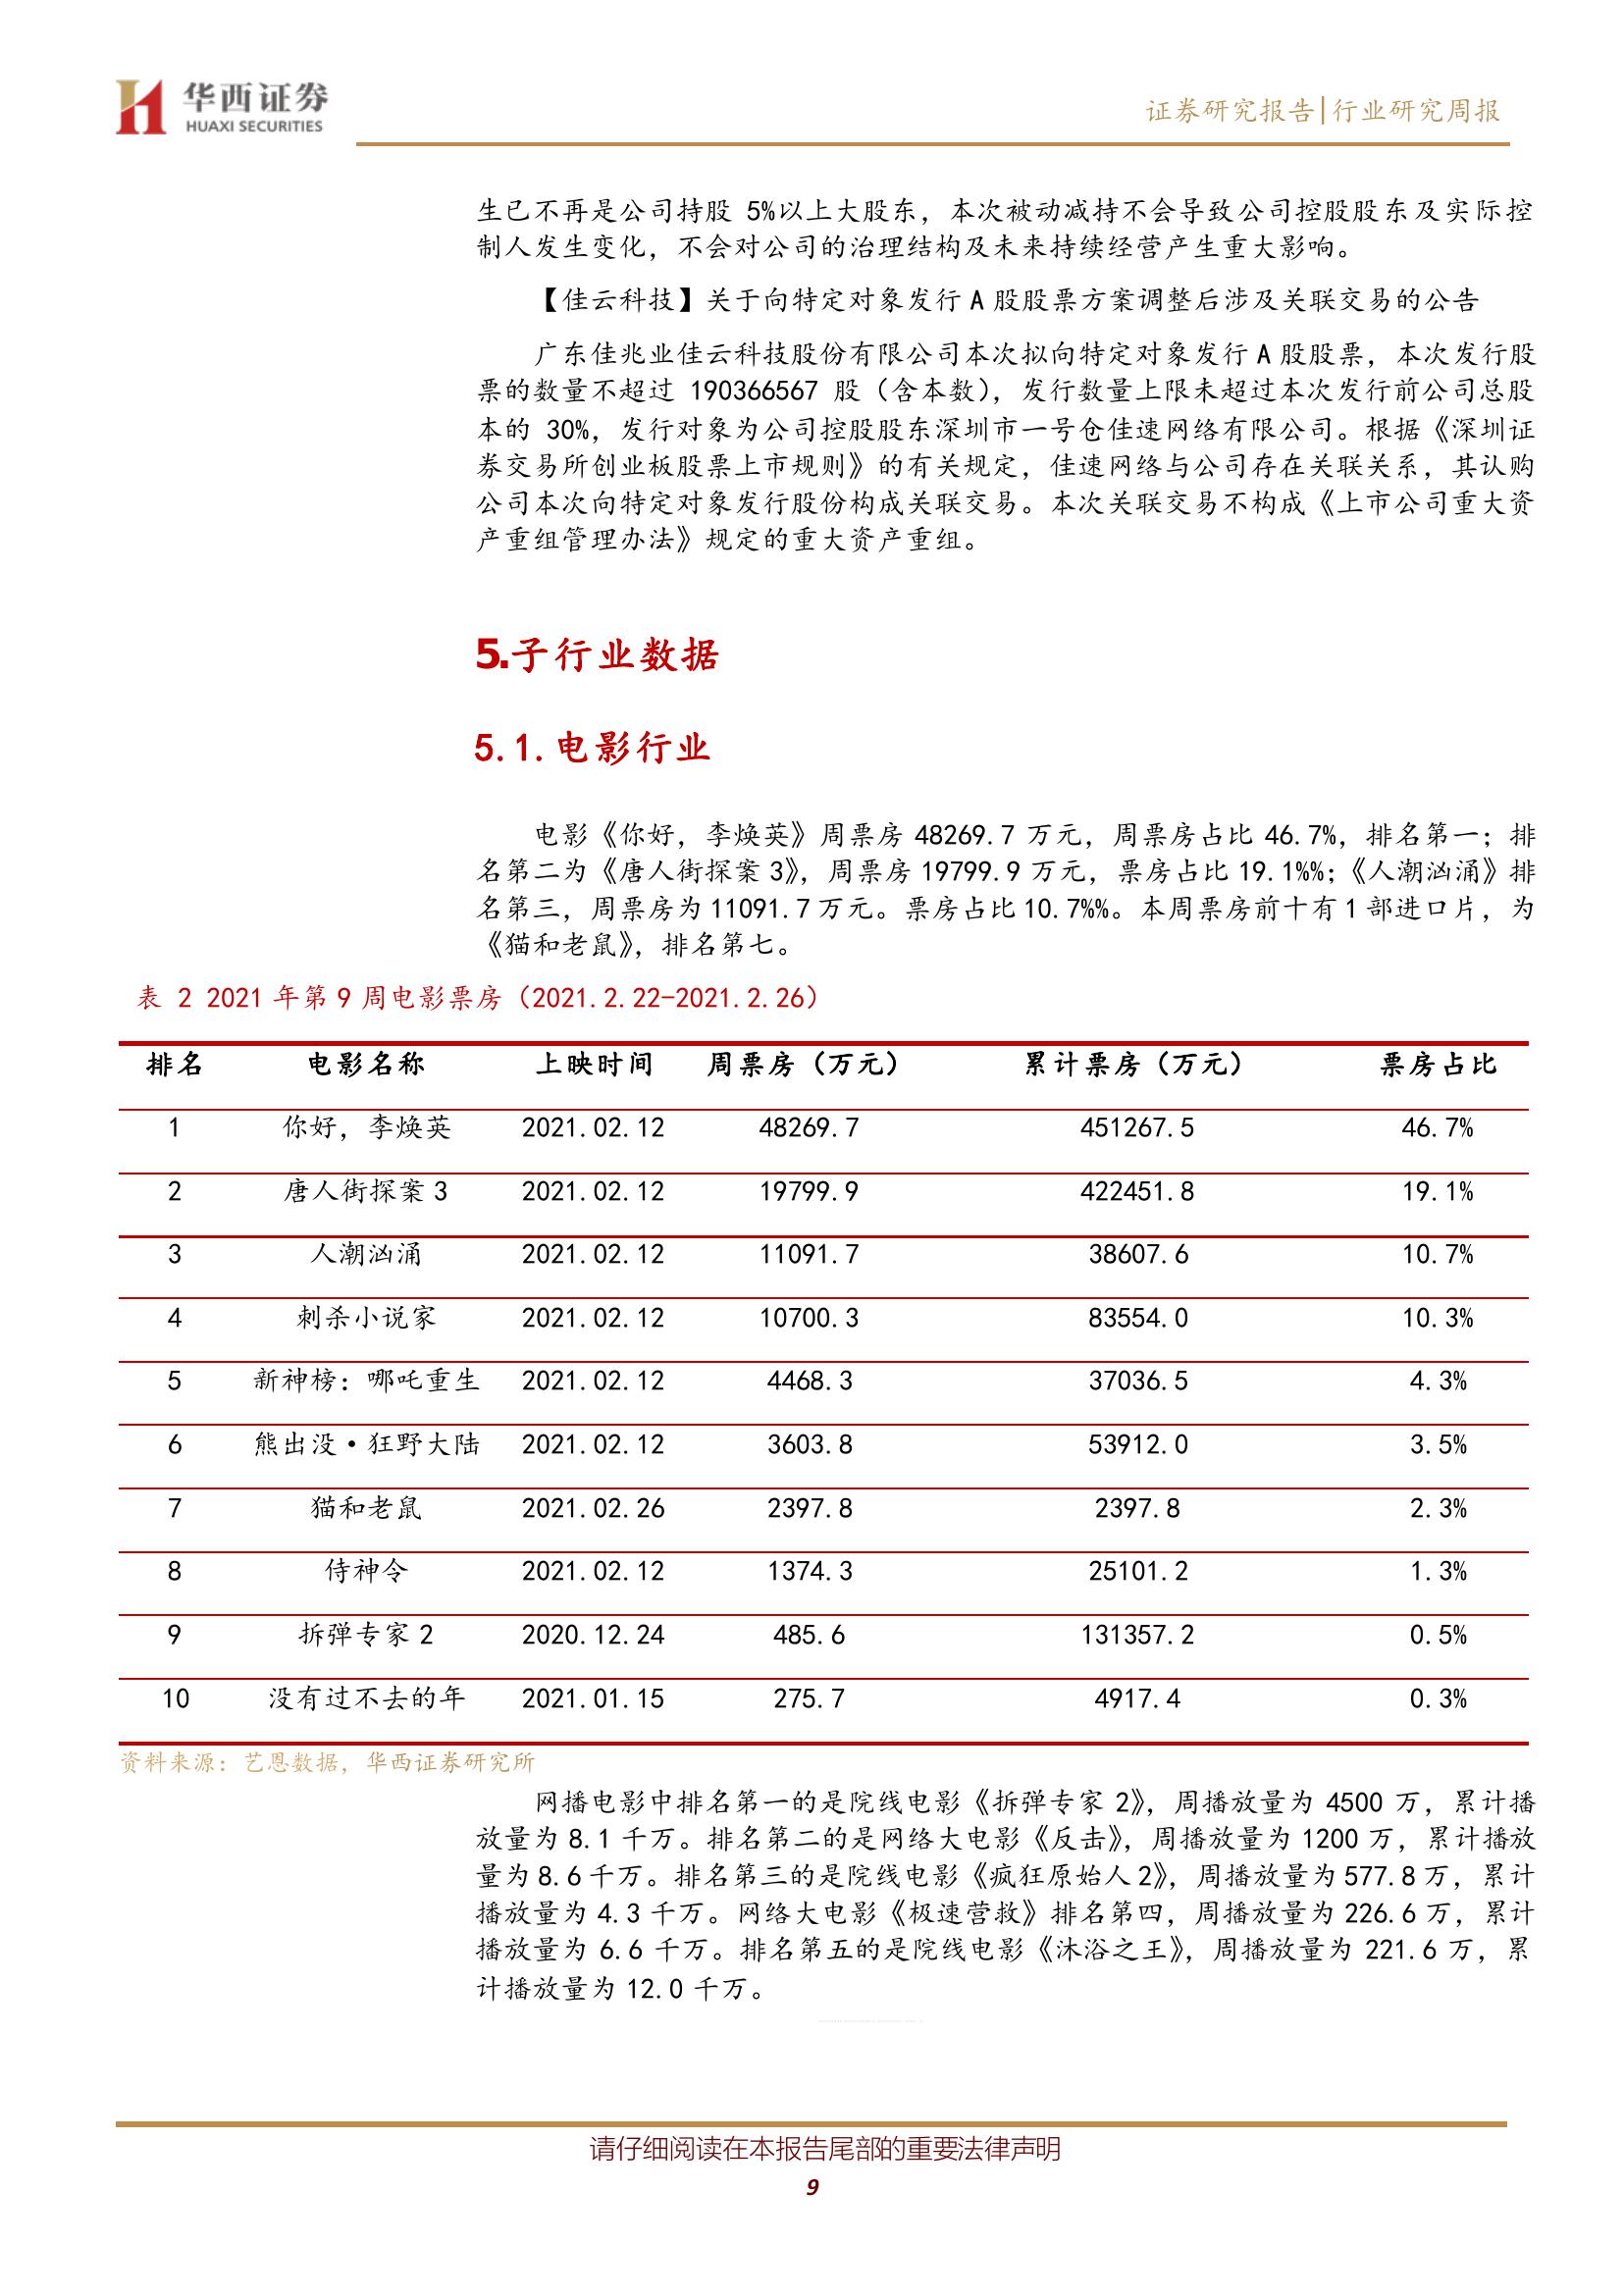 华西证券
HUAXI SECURITIES
证券研究报告|行业研究周报
生已不再是公司持股 5%以上大股东，本次被动减持不会导致公司控股股东及实际控
制人发生变化，不会对公司的治理结构及未来持续经营产生重大影响。
【佳云科技】关于向特定对象发行 A 股股票方案调整后涉及关联交易的公告
广东佳兆业佳云科技股份有限公司本次拟向特定对象发行 A 股股票，本次发行股
票的数量不超过 190366567 股（含本数），发行数量上限未超过本次发行前公司总股
本的 30%，发行对象为公司控股股东深圳市一号仓佳速网络有限公司。根据《深圳证
券交易所创业板股票上市规则》的有关规定，佳速网络与公司存在关联关系，其认购
公司本次向特定对象发行股份构成关联交易。本次关联交易不构成《上市公司重大资
产重组管理办法》规定的重大资产重组。
5.子行业数据
5.1.电影行业
电影《你好，李焕英》周票房 48269.7 万元，周票房占比 46.7%，排名第一；排
名第二为《唐人街探案 3》，周票房 19799.9 万元，票房占比 19.1%%；《人潮汹涌》排
名第三，周票房为 11091.7 万元。票房占比 10.7%%。本周票房前十有 1 部进口片，为
《猫和老鼠》，排名第七。
表 2 2021 年第 9 周电影票房（2021.2.22-2021.2.26）
排名 电影名称 上映时间 周票房（万元） 累计票房（万元） 票房占比
1 你好，李焕英 2021.02.12 48269.7 451267.5 46.7%
2 唐人街探案 3 2021.02.12 19799.9 422451.8 19.1%
3 人潮汹涌 2021.02.12 11091.7 38607.6 10.7%
4 刺杀小说家 2021.02.12 10700.3 83554.0 10.3%
5 新神榜：哪吒重生 2021.02.12 4468.3 37036.5 4.3%
6 熊出没·狂野大陆 2021.02.12 3603.8 53912.0 3.5%
7 猫和老鼠 2021.02.26 2397.8 2397.8 2.3%
8 侍神令 2021.02.12 1374.3 25101.2 1.3%
9 拆弹专家 2 2020.12.24 485.6 131357.2 0.5%
10 没有过不去的年 2021.01.15 275.7 4917.4 0.3%
资料来源：艺恩数据，华西证券研究所
网播电影中排名第一的是院线电影《拆弹专家 2》，周播放量为 4500 万，累计播
放量为 8.1 千万。排名第二的是网络大电影《反击》，周播放量为 1200 万，累计播放
量为 8.6 千万。排名第三的是院线电影《疯狂原始人 2》，周播放量为 577.8 万，累计
播放量为 4.3 千万。网络大电影《极速营救》排名第四，周播放量为 226.6 万，累计
播放量为 6.6 千万。排名第五的是院线电影《沐浴之王》，周播放量为 221.6 万，累
计播放量为 12.0 千万。
请仔细阅读在本报告尾部的重要法律声明
9